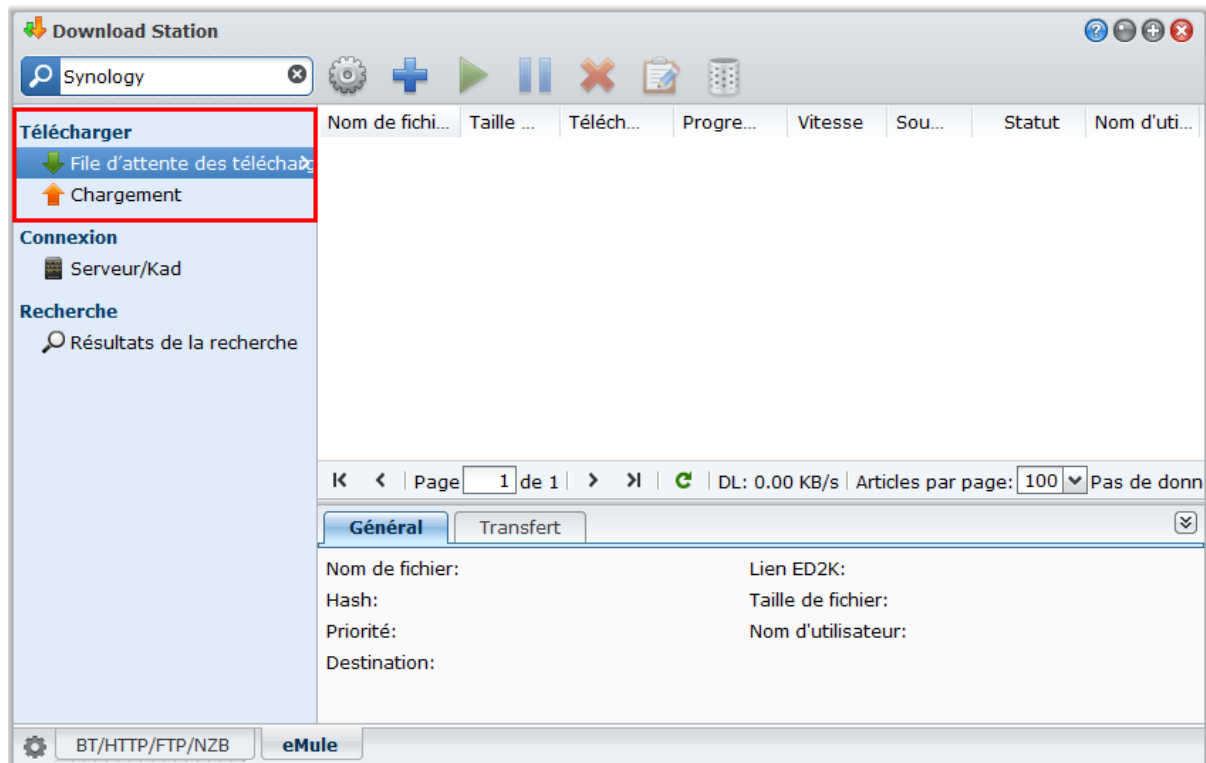 Download Station
Synology
Télécharger
File d'attente des télécharg
Chargement
Connexion
Serveur/Kad
Recherche
Résultats de la recherche
Nom de fichi... Taille ... Téléch... Progre... Vitesse Sou... Statut Nom d'uti...
Page 1 de 1 DL: 0.00 KB/s Articles par page: 100 Pas de donn
Général Transfert
Nom de fichier: Lien ED2K:
Hash: Taille de fichier:
Priorité: Nom d'utilisateur:
Destination:
BT/HTTP/FTP/NZB eMule